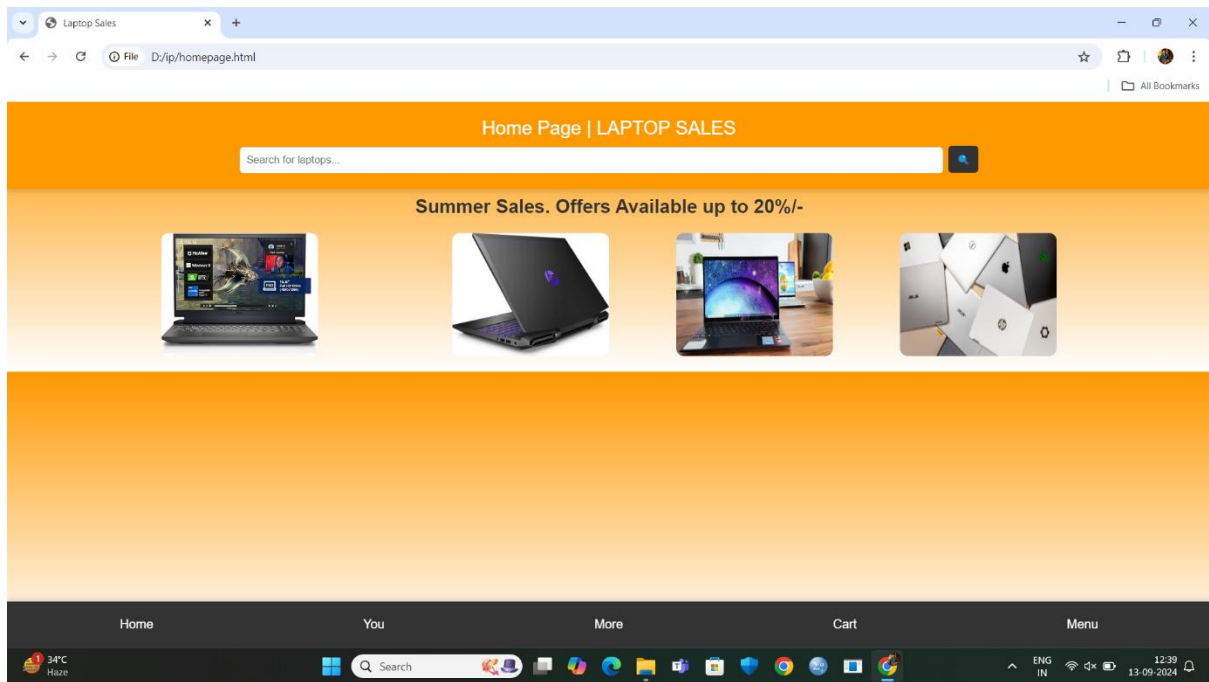 Laptop Sales
File D:/ip/homepage.html
All Bookmarks
Home Page | LAPTOP SALES
Search for laptops...
Summer Sales. Offers Available up to 20%/-
Home You More Cart Menu
1 34°C
Haze
Search
ENG
IN
12:39
13-09-2024